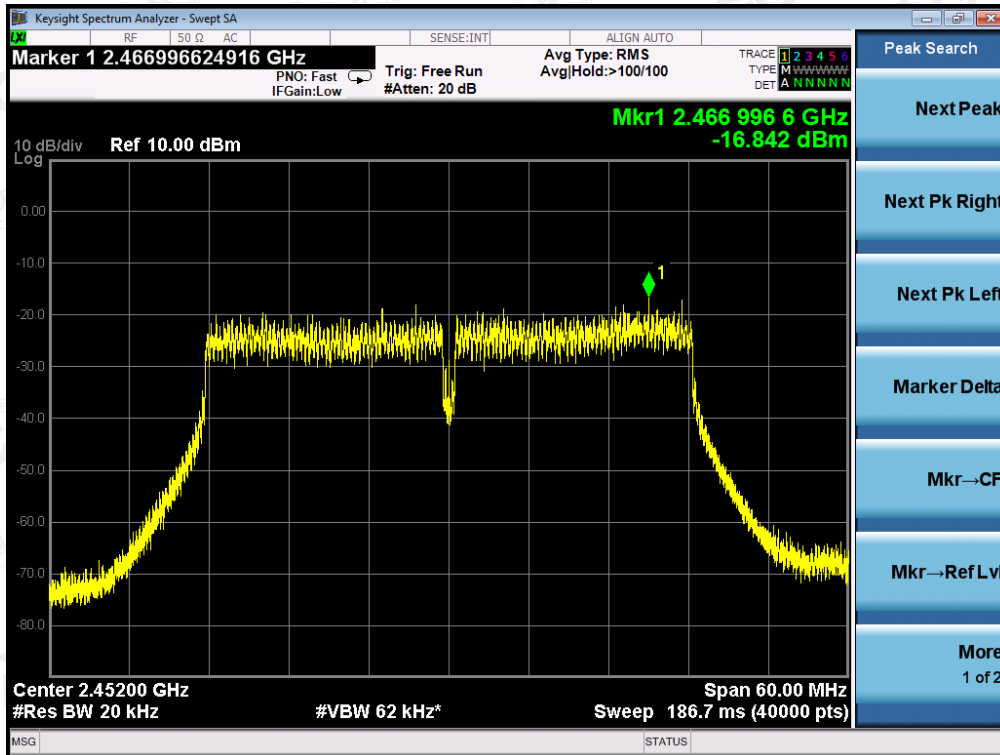 Keysight Spectrum Analyzer - Swept SA
LXI
RF 50 Ω AC SENSE:INT ALIGN AUTO
Marker 1 2.466996624916 GHz
PNO: Fast
IFGain:Low
Trig: Free Run
#Atten: 20 dB
Avg Type: RMS
Avg|Hold:>100/100
TRACE 1 2 3 4 5 6
TYPE M WWWWW
DET A N N N N N
Mkr1 2.466 996 6 GHz
-16.842 dBm
10 dB/div Ref 10.00 dBm
Log
0.00
-10.0
-20.0
-30.0
-40.0
-50.0
-60.0
-70.0
-80.0
1
Center 2.45200 GHz
Span 60.00 MHz
#Res BW 20 kHz
#VBW 62 kHz*
Sweep 186.7 ms (40000 pts)
MSG
STATUS
Peak Search
Next Peak
Next Pk Right
Next Pk Left
Marker Delta
Mkr→CF
Mkr→Ref Lvl
More
1 of 2